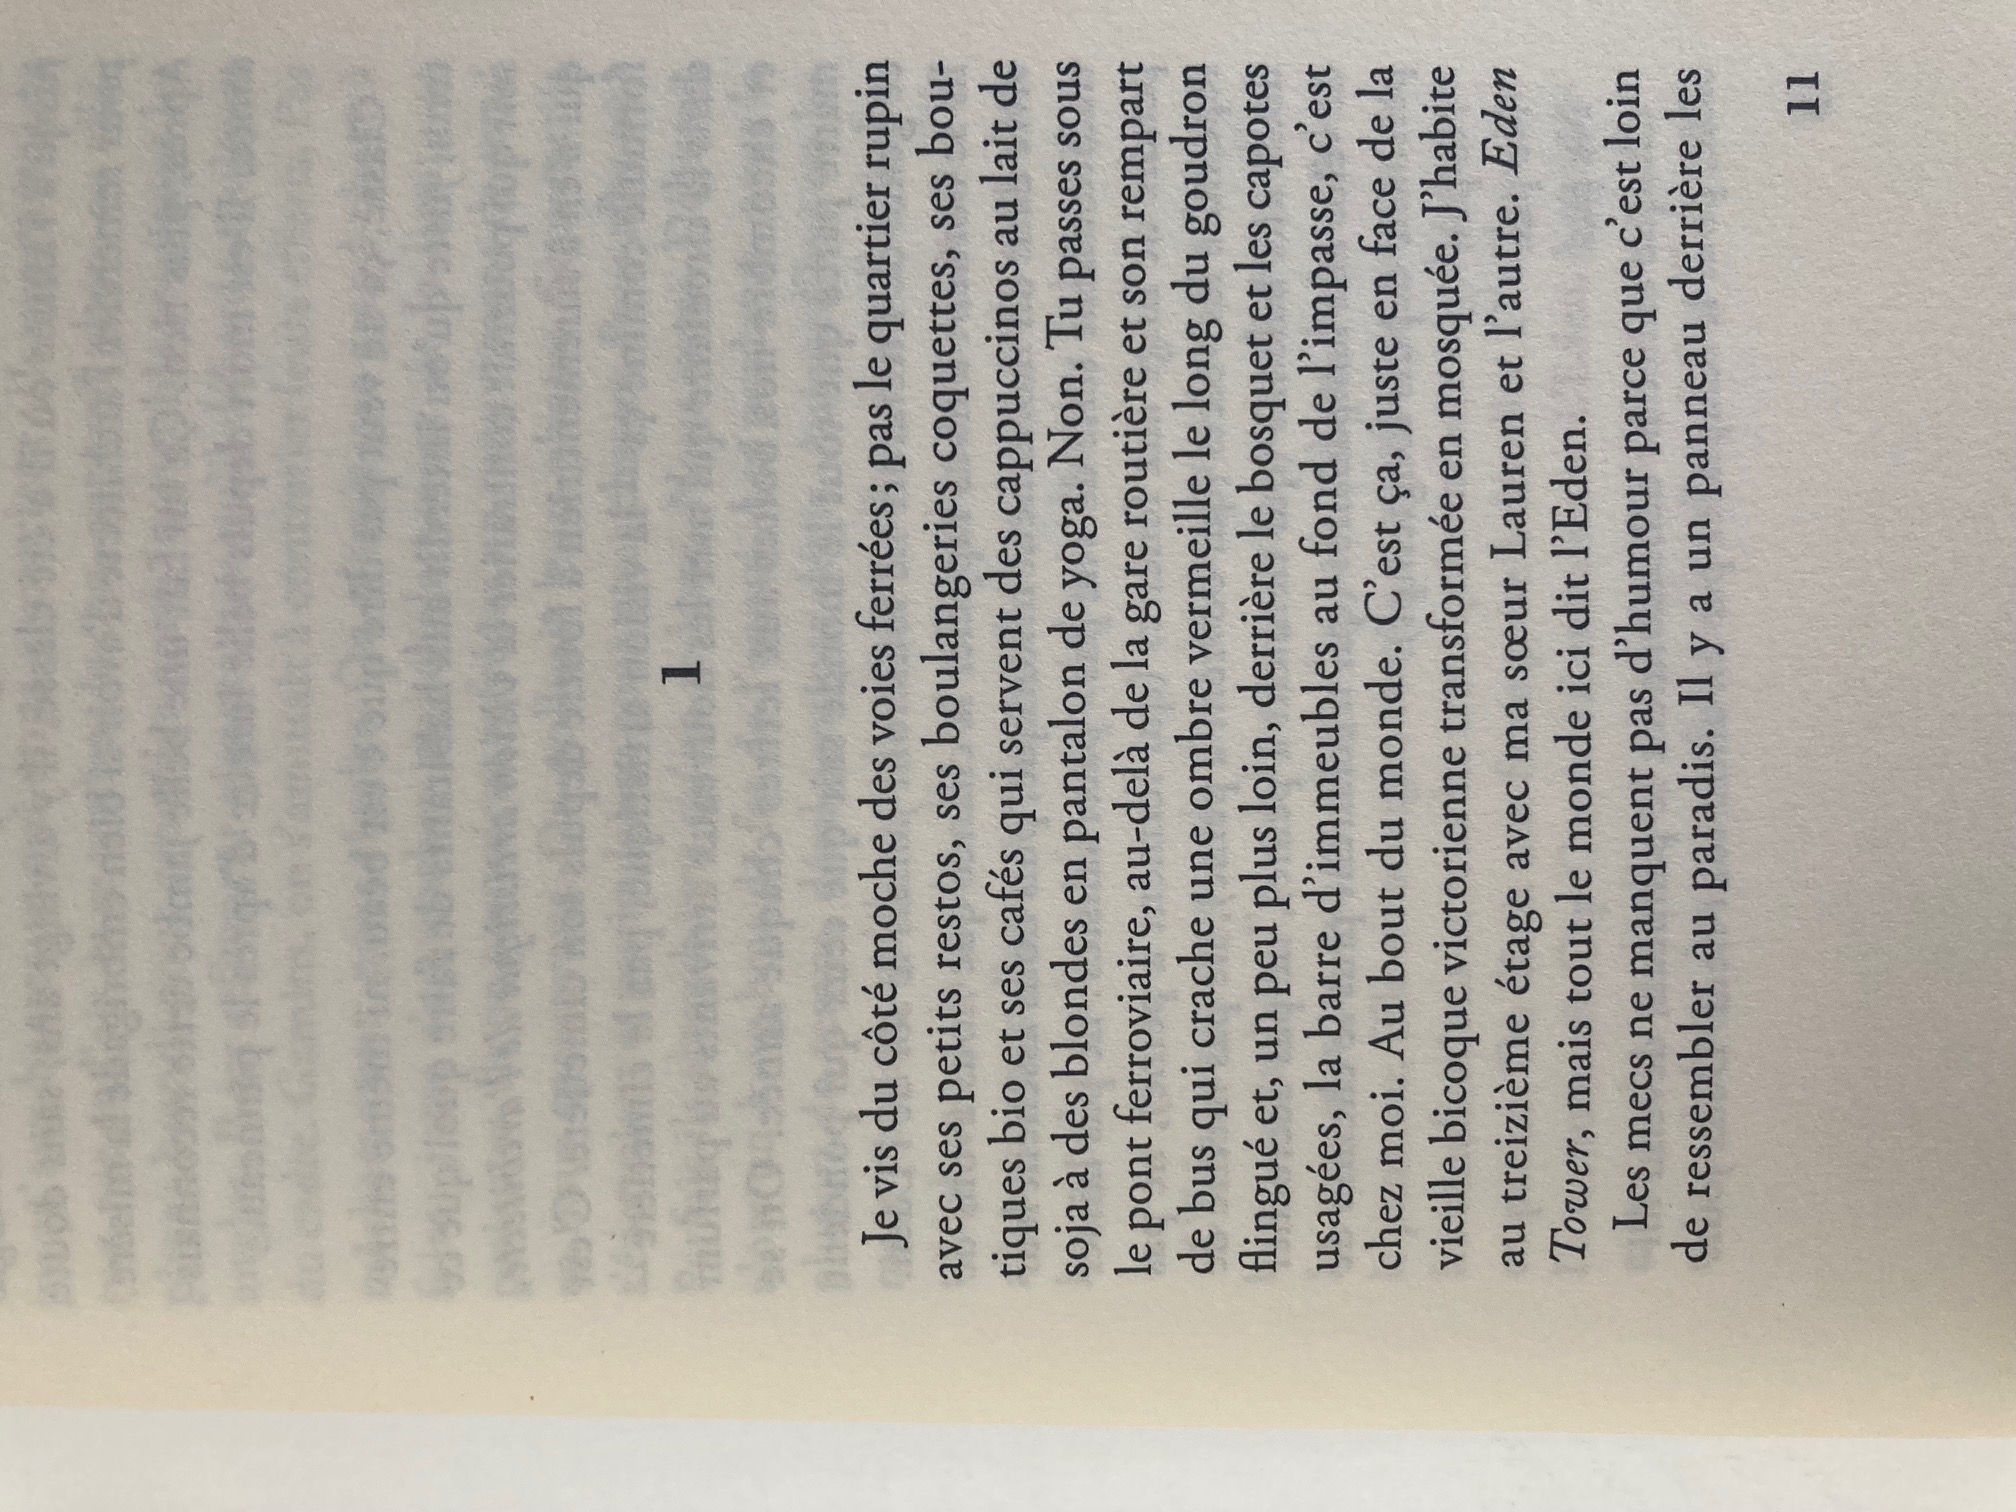 1
Je vis du côté moche des voies ferrées ; pas le quartier rupin
avec ses petits restos, ses boulangeries coquettes, ses bou-
tiques bio et ses cafés qui servent des cappuccinos au lait de
soja à des blondes en pantalon de yoga. Non. Tu passes sous
le pont ferroviaire, au-delà de la gare routière et son rempart
de bus qui crache une ombre vermeille le long du goudron
flingué et, un peu plus loin, derrière le bosquet et les capotes
usagées, la barre d’immeubles au fond de l’impasse, c’est
chez moi. Au bout du monde. C’est ça, juste en face de la
vieille bicoque victorienne transformée en mosquée. J’habite
au treizième étage avec ma sœur Lauren et l’autre. Eden
Tower, mais tout le monde ici dit l’Eden.
Les mecs ne manquent pas d’humour parce que c’est loin
de ressembler au paradis. Il y a un panneau derrière les
11